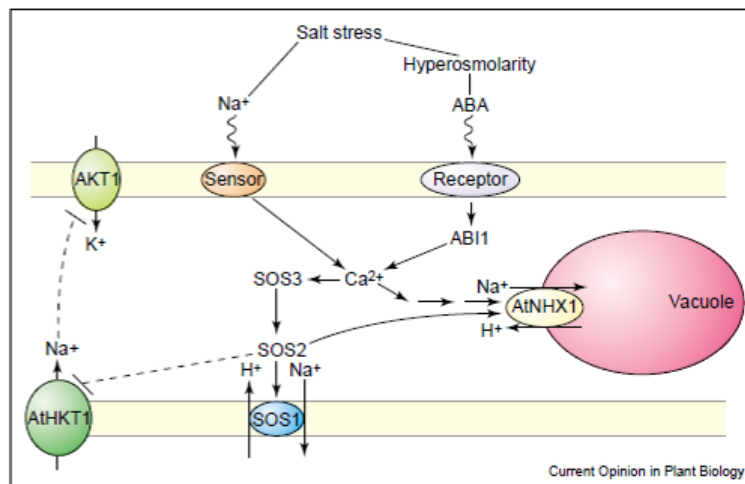 Salt stress
Hyperosmolarity
Na+
ABA
AKT1
Sensor
Receptor
K+
ABI1
SOS3
Ca2+
Na+
AtNHX1
Vacuole
H+
Na+
SOS2
H+
Na+
AtHKT1
SOS1
Current Opinion in Plant Biology